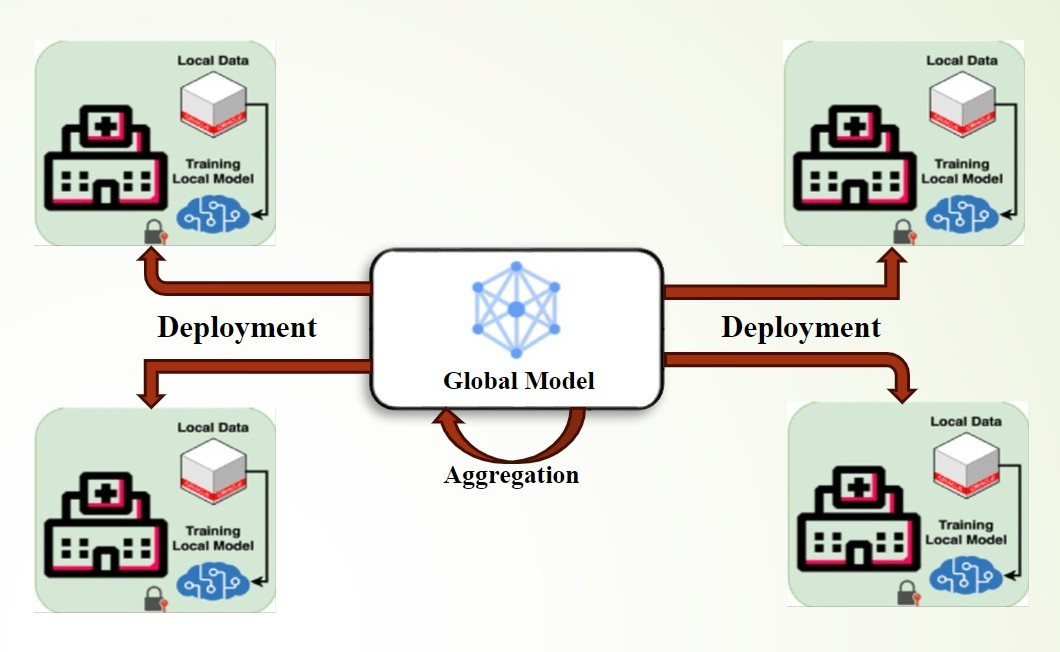 Local Data
Training
Local Model
Local Data
Training
Local Model
Deployment
Global Model
Deployment
Aggregation
Local Data
Training
Local Model
Local Data
Training
Local Model